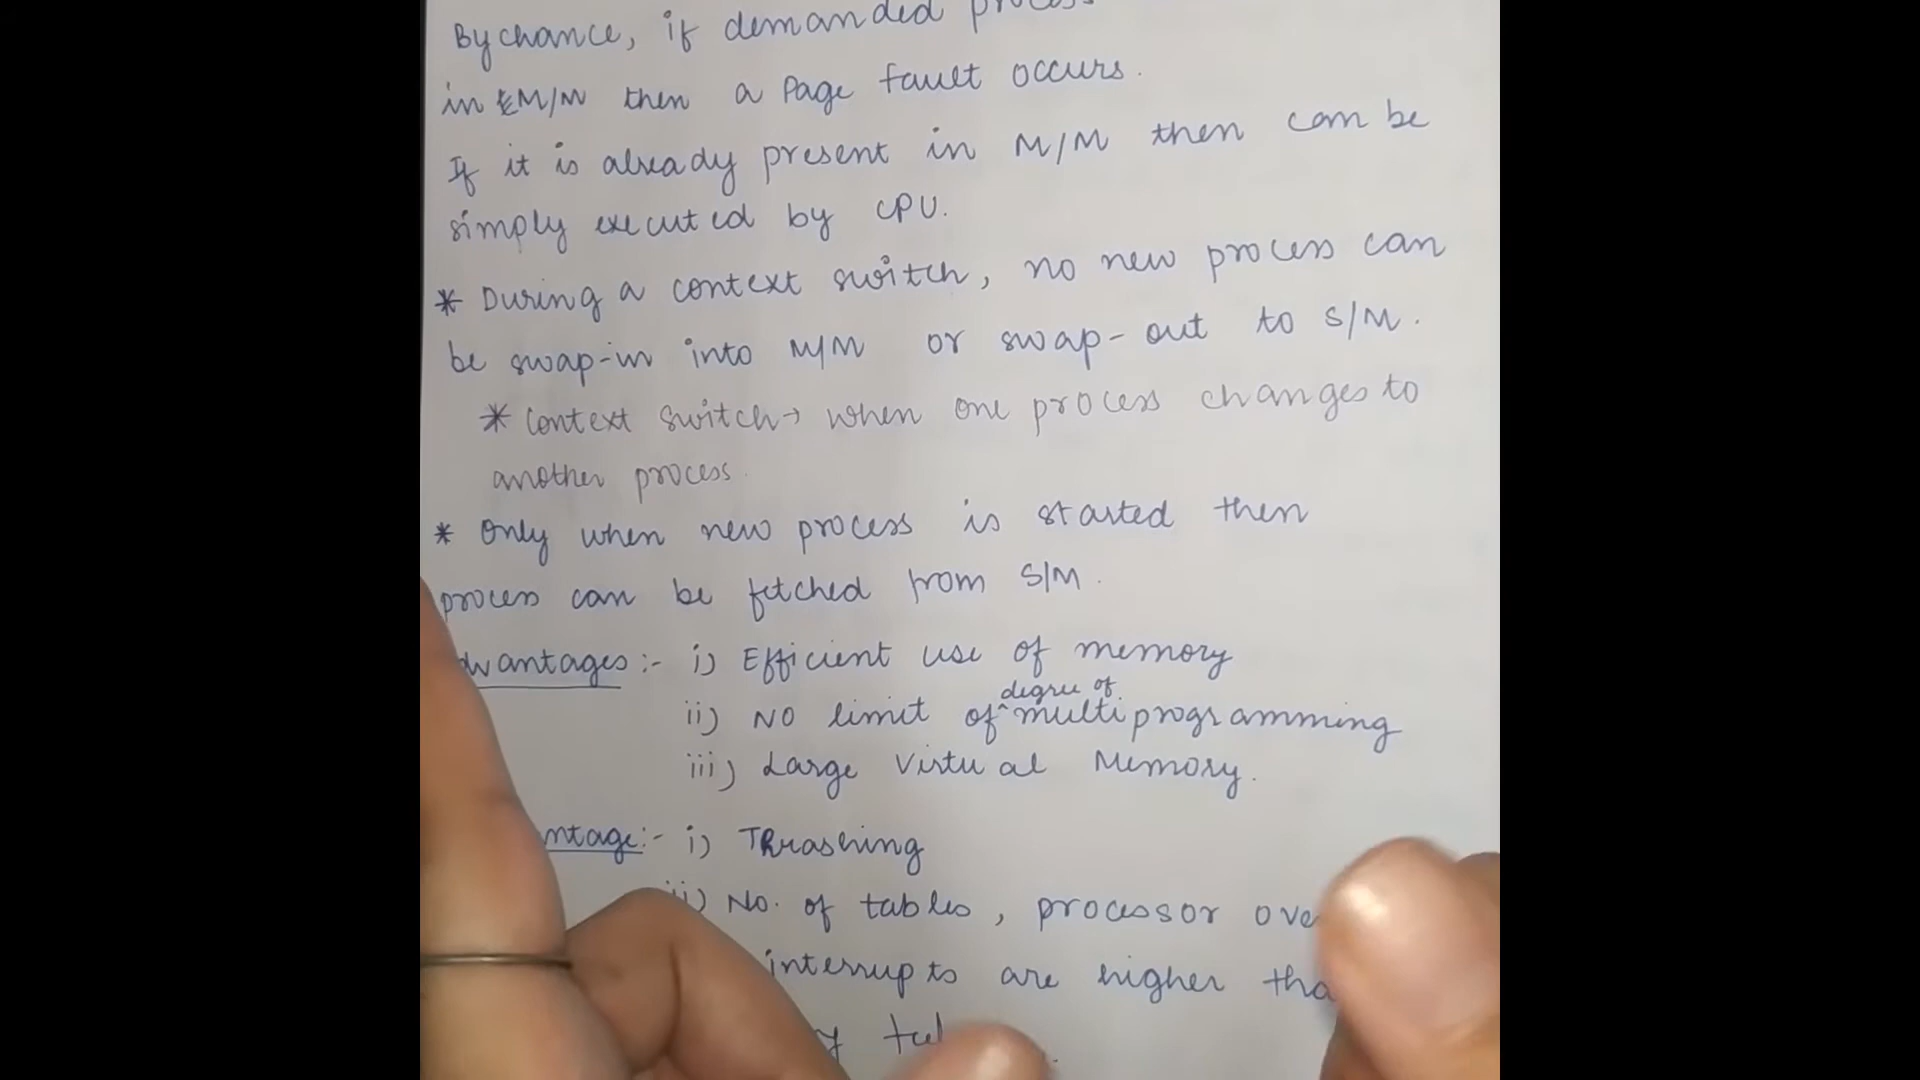 By chance, if demanded
in M/M then a Page fault occurs.
If it is already present in M/M then can be
simply executed by CPU.
* During a context switch, no new process can
be swap-in into M/M or swap-out to S/M.
* Context switch → when one process changes to
another process.
* Only when new process is started then
process can be fetched from S/M.
dvantages :- i) Efficient use of memory
ii) No limit of ^degree of multiprogramming
iii) Large Virtual Memory.
ntage :- i) Thrashing
ii) No. of tables, processor ove
interrupts are higher tha